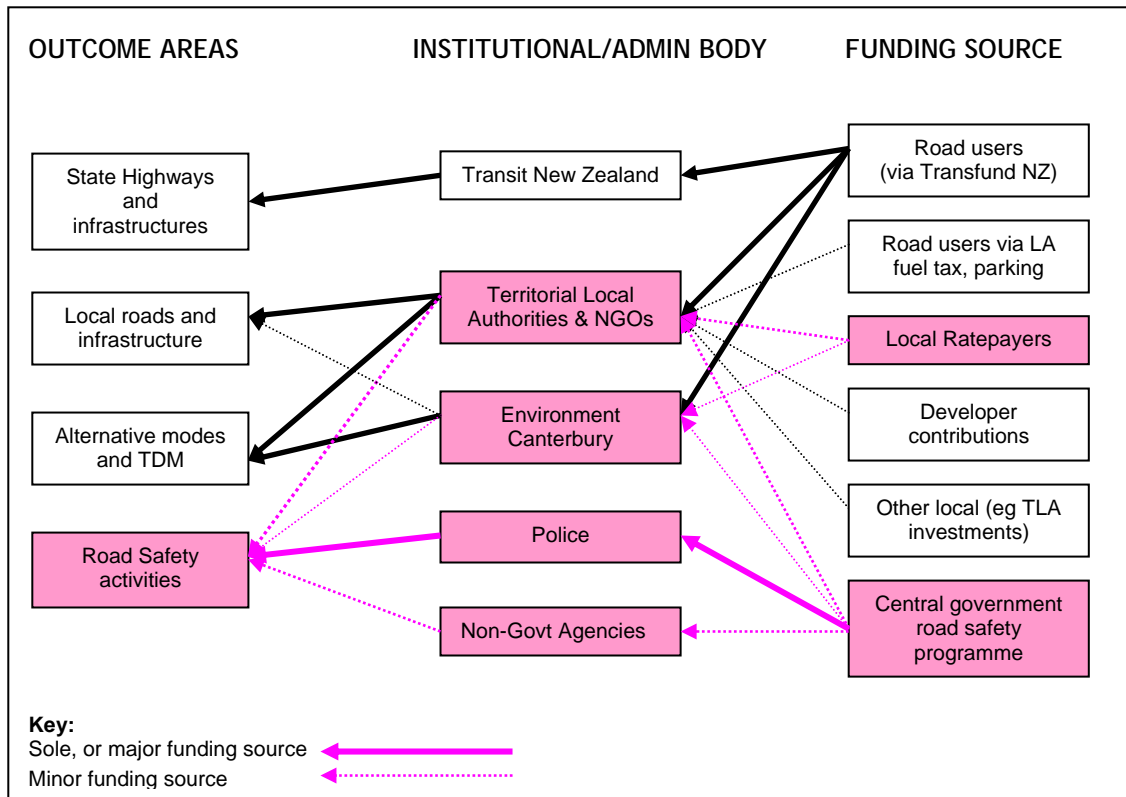 OUTCOME AREAS
INSTITUTIONAL/ADMIN BODY
FUNDING SOURCE
State Highways
and
infrastructures
Local roads and
infrastructure
Alternative modes
and TDM
Road Safety
activities
Transit New Zealand
Territorial Local
Authorities & NGOs
Environment
Canterbury
Police
Non-Govt Agencies
Road users
(via Transfund NZ)
Road users via LA
fuel tax, parking
Local Ratepayers
Developer
contributions
Other local (eg TLA
investments)
Central government
road safety
programme
Key:
Sole, or major funding source
Minor funding source